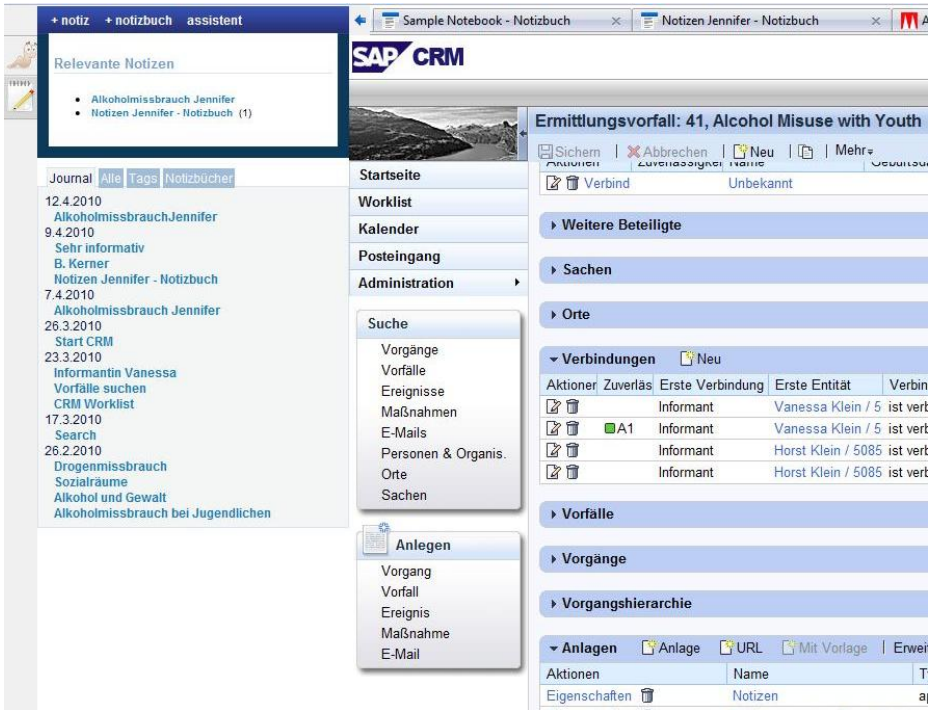 + notiz + notizbuch assistent
Relevante Notizen
Alkoholmissbrauch Jennifer
Notizen Jennifer - Notizbuch (1)
Journal Alle Tags Notizbücher
12.4.2010
AlkoholmissbrauchJennifer
9.4.2010
Sehr informativ
B. Kerner
Notizen Jennifer - Notizbuch
7.4.2010
Alkoholmissbrauch Jennifer
26.3.2010
Start CRM
23.3.2010
Informantin Vanessa
Vorfälle suchen
CRM Worklist
17.3.2010
Search
26.2.2010
Drogenmissbrauch
Sozialräume
Alkohol und Gewalt
Alkoholmissbrauch bei Jugendlichen
Sample Notebook - Notizbuch Notizen Jennifer - Notizbuch A
SAP CRM
Startseite
Worklist
Kalender
Posteingang
Administration
Suche
Vorgänge
Vorfälle
Ereignisse
Maßnahmen
E-Mails
Personen & Organis.
Orte
Sachen
Anlegen
Vorgang
Vorfall
Ereignis
Maßnahme
E-Mail
Ermittlungsvorfall: 41, Alcohol Misuse with Youth
Sichern | Abbrechen | Neu | | Mehr
Aktionen Zuverlässigkei Name Geburtsda
Verbind Unbekannt
Weitere Beteiligte
Sachen
Orte
Verbindungen Neu
Aktionen Zuverläs Erste Verbindung Erste Entität Verbin
Informant Vanessa Klein / 5 ist verb
A1 Informant Vanessa Klein / 5 ist verb
Informant Horst Klein / 5085 ist verb
Informant Horst Klein / 5085 ist verb
Vorfälle
Vorgänge
Vorgangshierarchie
Anlagen Anlage URL Mit Vorlage | Erweit
Aktionen Name T
Eigenschaften Notizen a